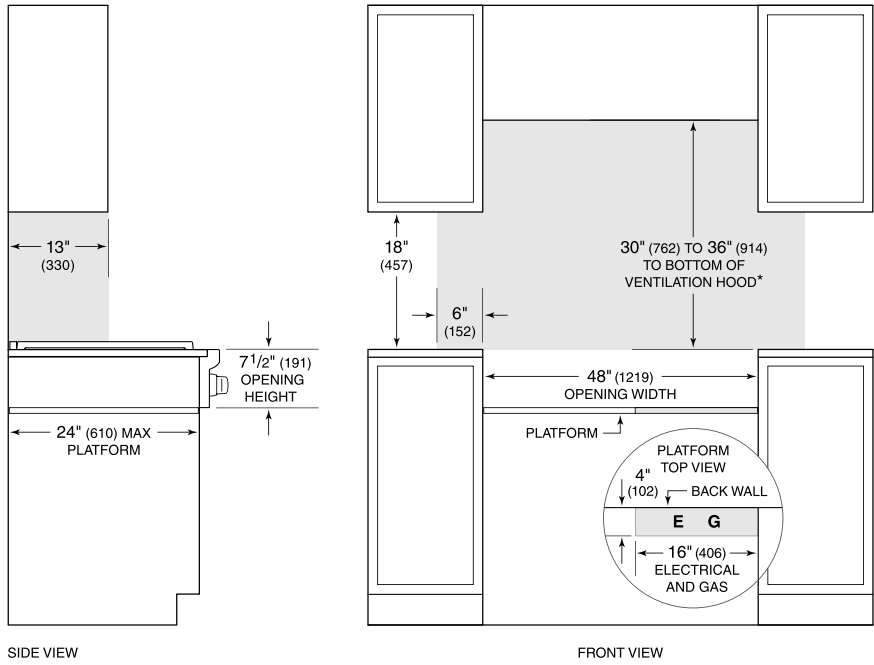 13"
(330)
7 1/2" (191)
OPENING
HEIGHT
24" (610) MAX
PLATFORM
SIDE VIEW
18"
(457)
30" (762) TO 36" (914)
TO BOTTOM OF
VENTILATION HOOD*
6"
(152)
48" (1219)
OPENING WIDTH
PLATFORM
PLATFORM
TOP VIEW
4"
(102)
BACK WALL
E G
16" (406)
ELECTRICAL
AND GAS
FRONT VIEW